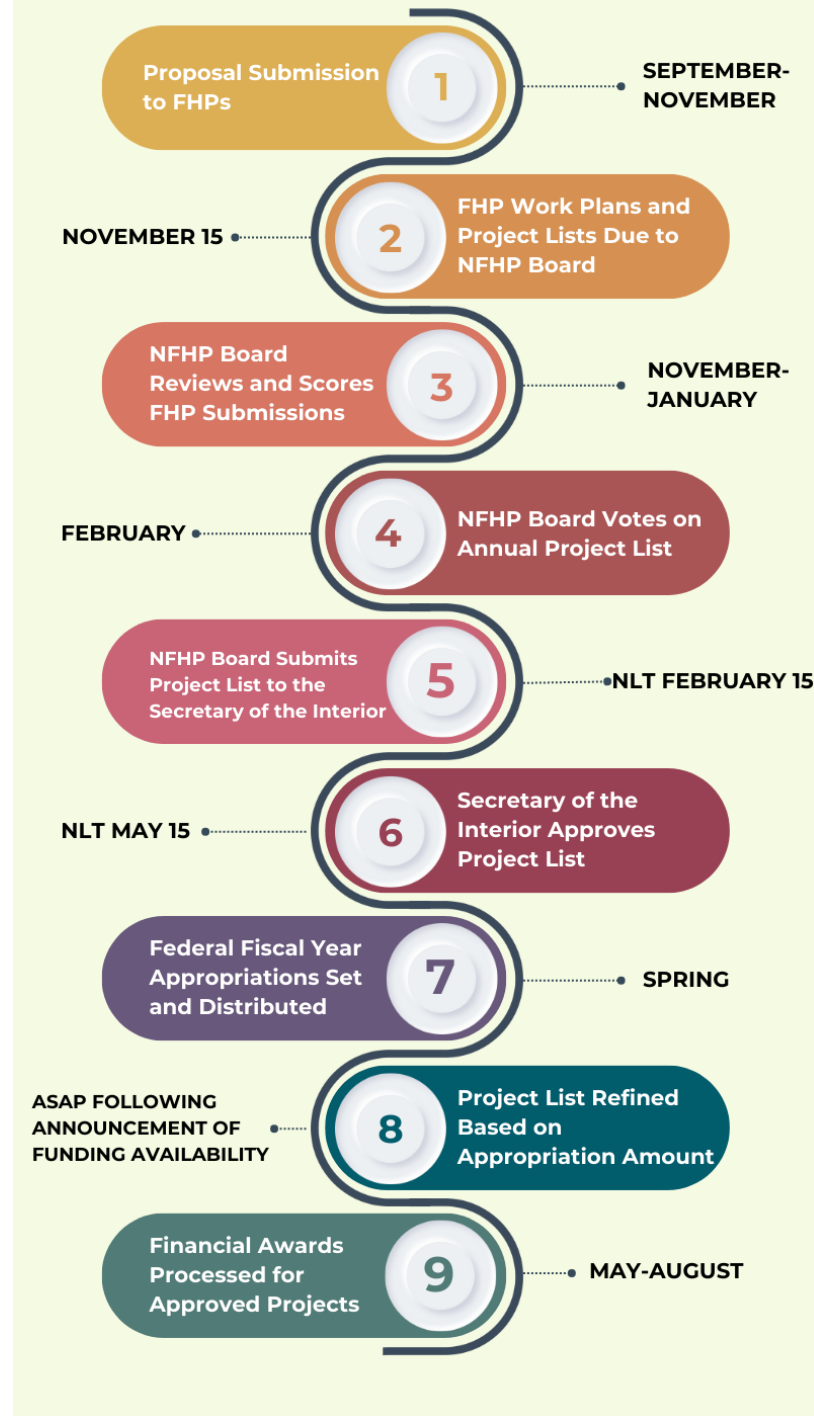 Proposal Submission
to FHPs
1
SEPTEMBER-
NOVEMBER
NOVEMBER 15
2
FHP Work Plans and
Project Lists Due to
NFHP Board
NFHP Board
Reviews and Scores
FHP Submissions
3
NOVEMBER-
JANUARY
FEBRUARY
4
NFHP Board Votes on
Annual Project List
NFHP Board Submits
Project List to the
Secretary of the Interior
5
NLT FEBRUARY 15
NLT MAY 15
6
Secretary of the
Interior Approves
Project List
Federal Fiscal Year
Appropriations Set
and Distributed
7
SPRING
ASAP FOLLOWING
ANNOUNCEMENT OF
FUNDING AVAILABILITY
8
Project List Refined
Based on
Appropriation Amount
Financial Awards
Processed for
Approved Projects
9
MAY-AUGUST